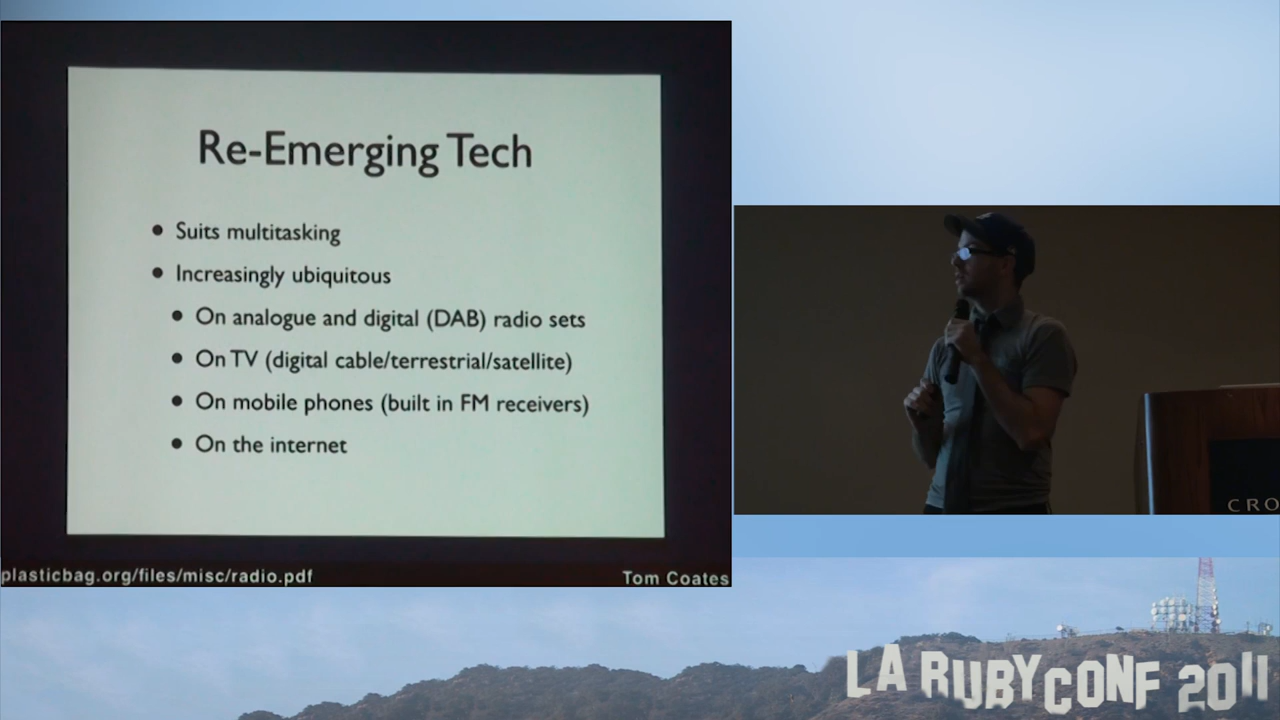 Re-Emerging Tech
• Suits multitasking
• Increasingly ubiquitous
• On analogue and digital (DAB) radio sets
• On TV (digital cable/terrestrial/satellite)
• On mobile phones (built in FM receivers)
• On the internet
plasticbag.org/files/misc/radio.pdf
Tom Coates
CRO
LA RUBYCONF 2011